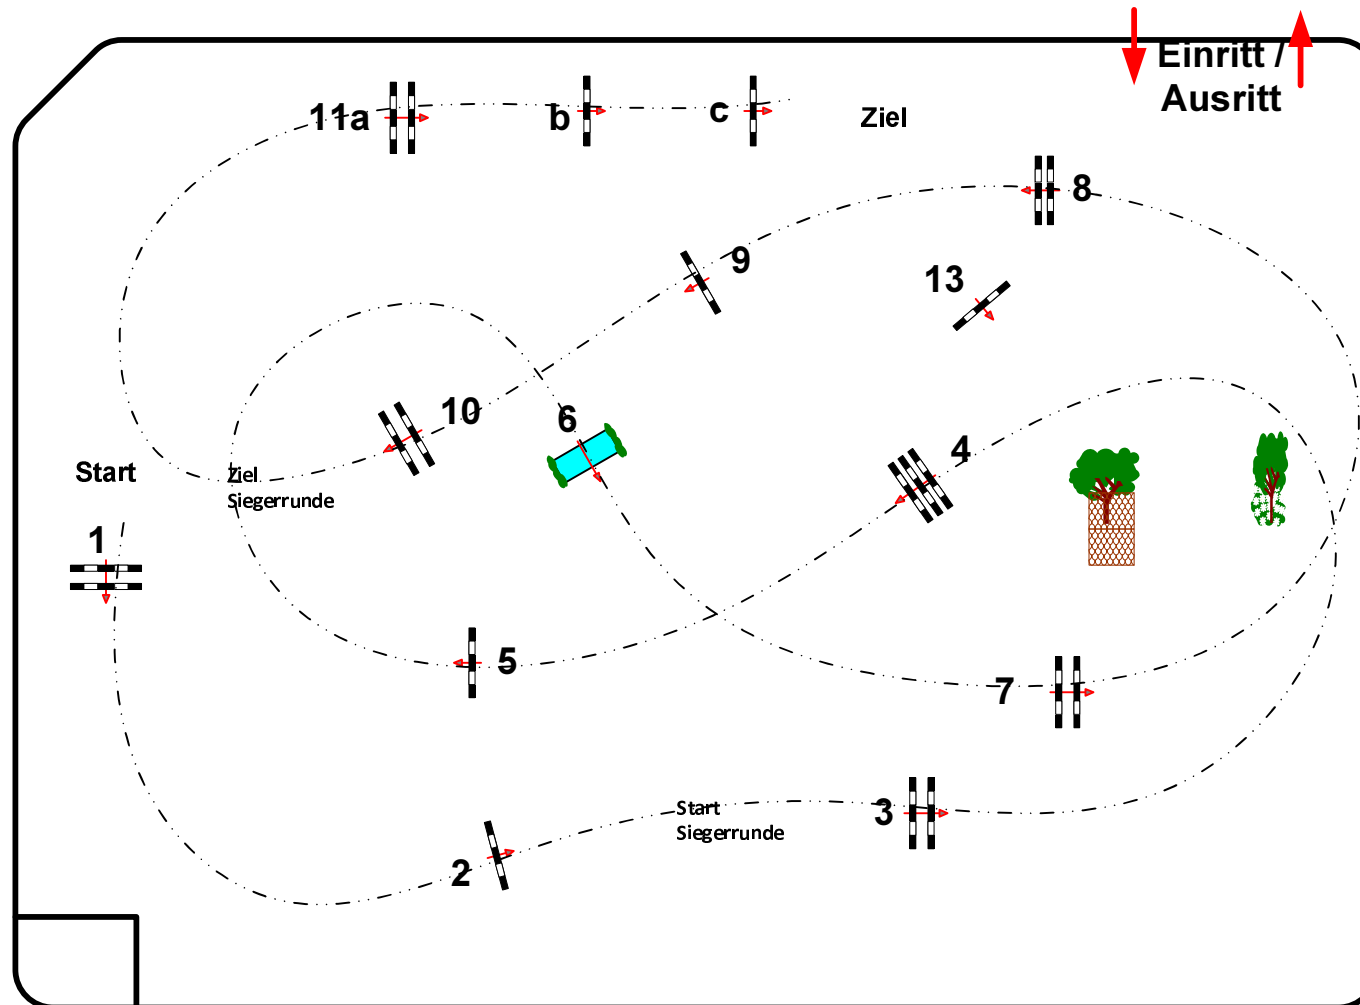 Einritt /
Ausritt
11a
b
c
Ziel
8
9
13
10
6
4
Start
Ziel
Siegerrunde
1
5
7
Start
Siegerrunde
3
2